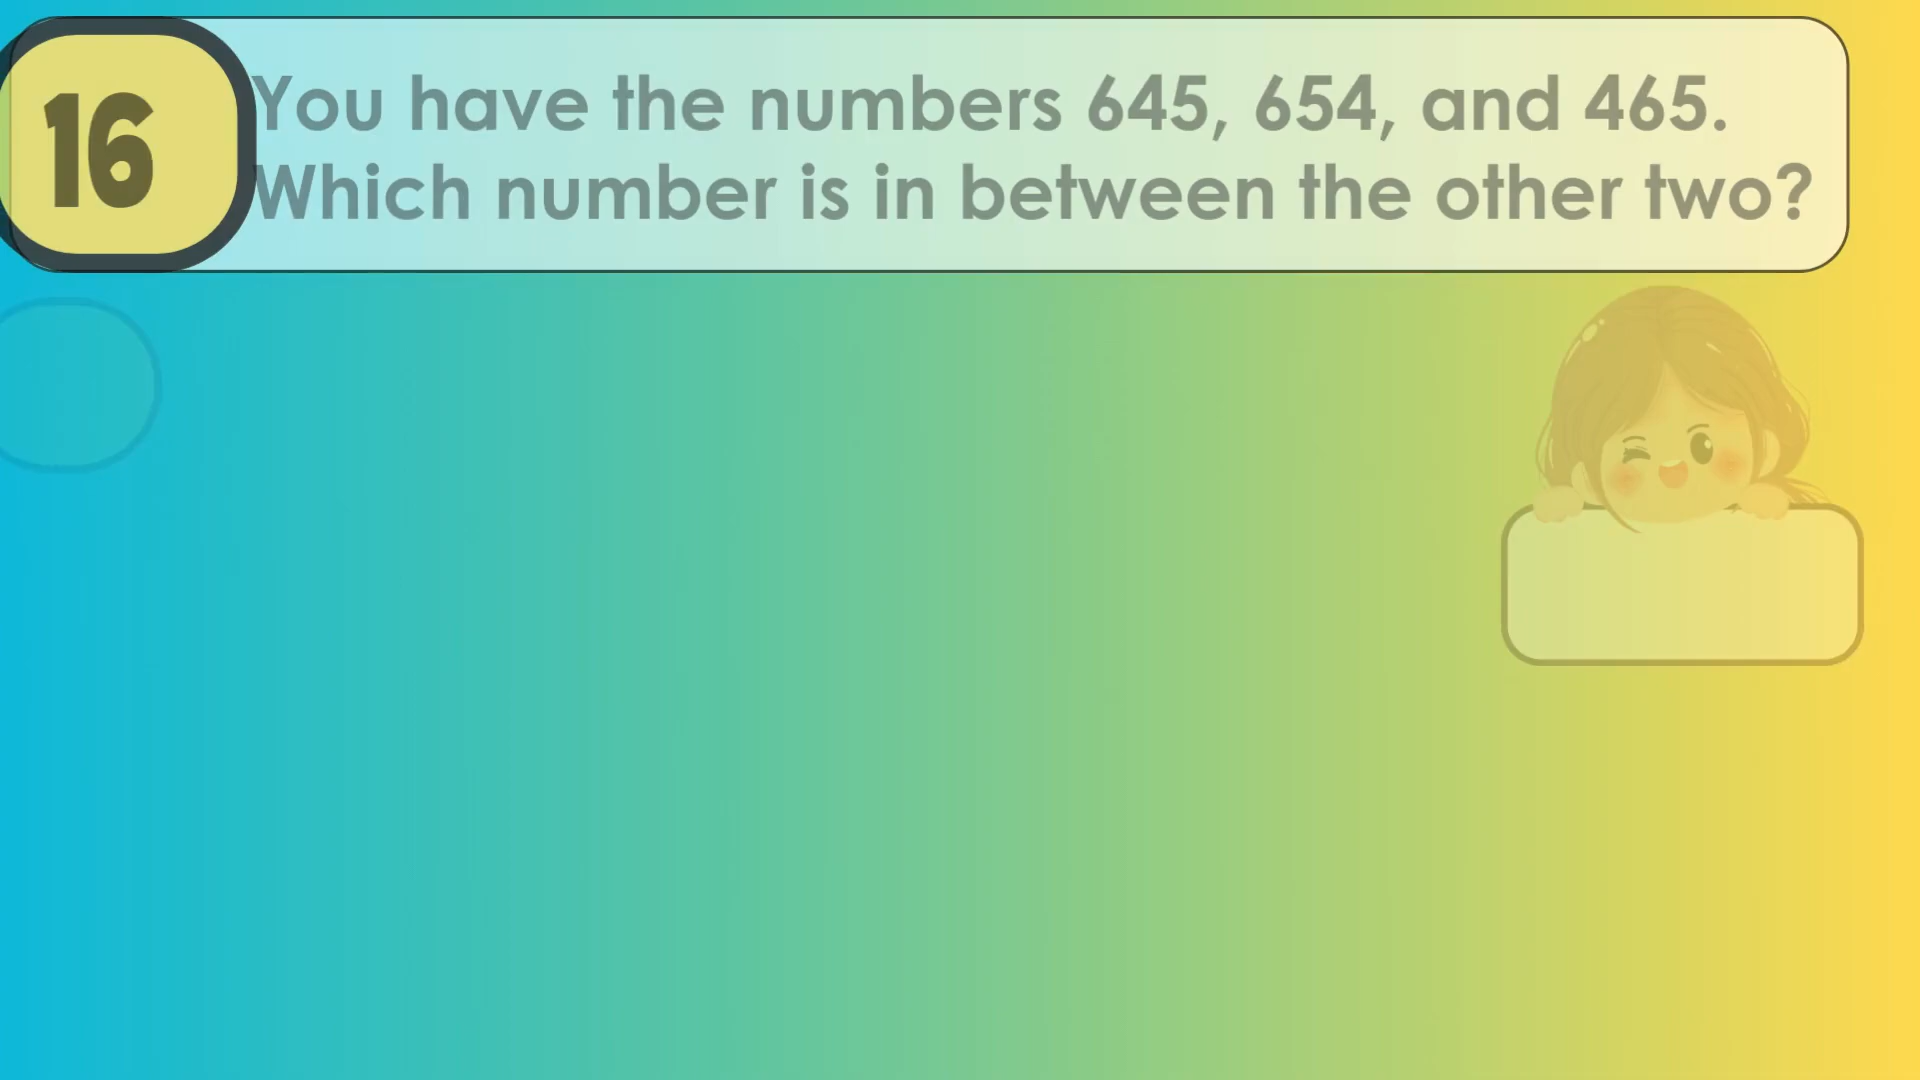 16
You have the numbers 645, 654, and 465.
Which number is in between the other two?